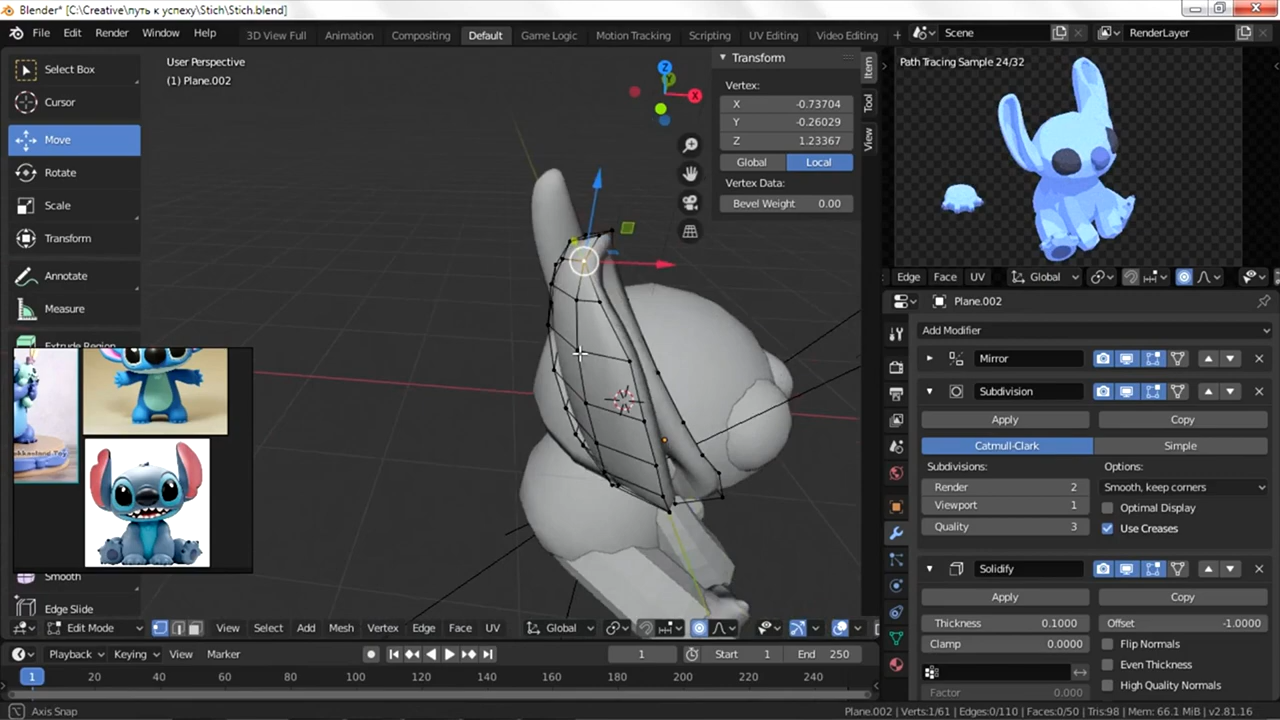 Blender* [C:\Creative\путь к успеху\Stich\Stich.blend]
File Edit Render Window Help
3D View Full Animation Compositing Default Game Logic Motion Tracking Scripting UV Editing Video Editing +
Scene
RenderLayer
Select Box
Cursor
Move
Rotate
Scale
Transform
Annotate
Measure
Extrude Region
Smooth
Edge Slide
User Perspective
(1) Plane.002
Z
Y
X
Transform
Vertex:
X -0.73704
Y -0.26029
Z 1.23367
Global Local
Vertex Data:
Bevel Weight 0.00
Item
Tool
View
Path Tracing Sample 24/32
Edge Face UV Global
Plane.002
Add Modifier
Mirror
Subdivision
Apply Copy
Catmull-Clark Simple
Subdivisions: Options:
Render 2 Smooth, keep corners
Viewport 1 Optimal Display
Quality 3 Use Creases
Solidify
Apply Copy
Thickness 0.1000 Offset -1.0000
Clamp 0.0000 Flip Normals
Even Thickness
High Quality Normals
Factor 0.000
Edit Mode View Select Add Mesh Vertex Edge Face UV Global
Playback Keying View Marker 1 Start 1 End 250
1 20 40 60 80 100 120 140 160 180 200 220 240
Axis Snap
Plane.002 | Verts:1/61 | Edges:0/110 | Faces:0/50 | Tris:98 | Mem: 66.1 MiB | v2.81.16